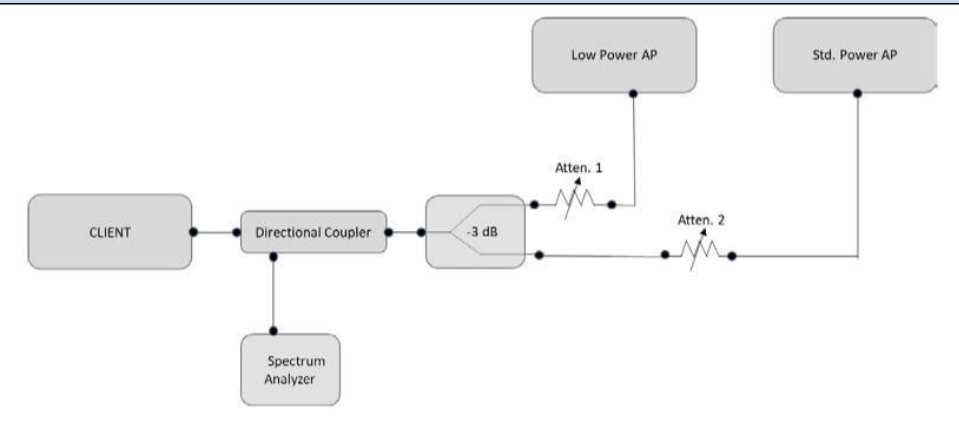 Low Power AP
Std. Power AP
Atten. 1
Atten. 2
CLIENT
Directional Coupler
-3 dB
Spectrum
Analyzer